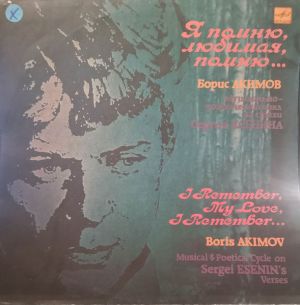 Я помню,
любимая,
помню...
Борис АКИМОВ
I Remember,
My Love,
I Remember...
Boris AKIMOV
Musical & Poetical Cycle on
Sergei ESENIN's
Verses